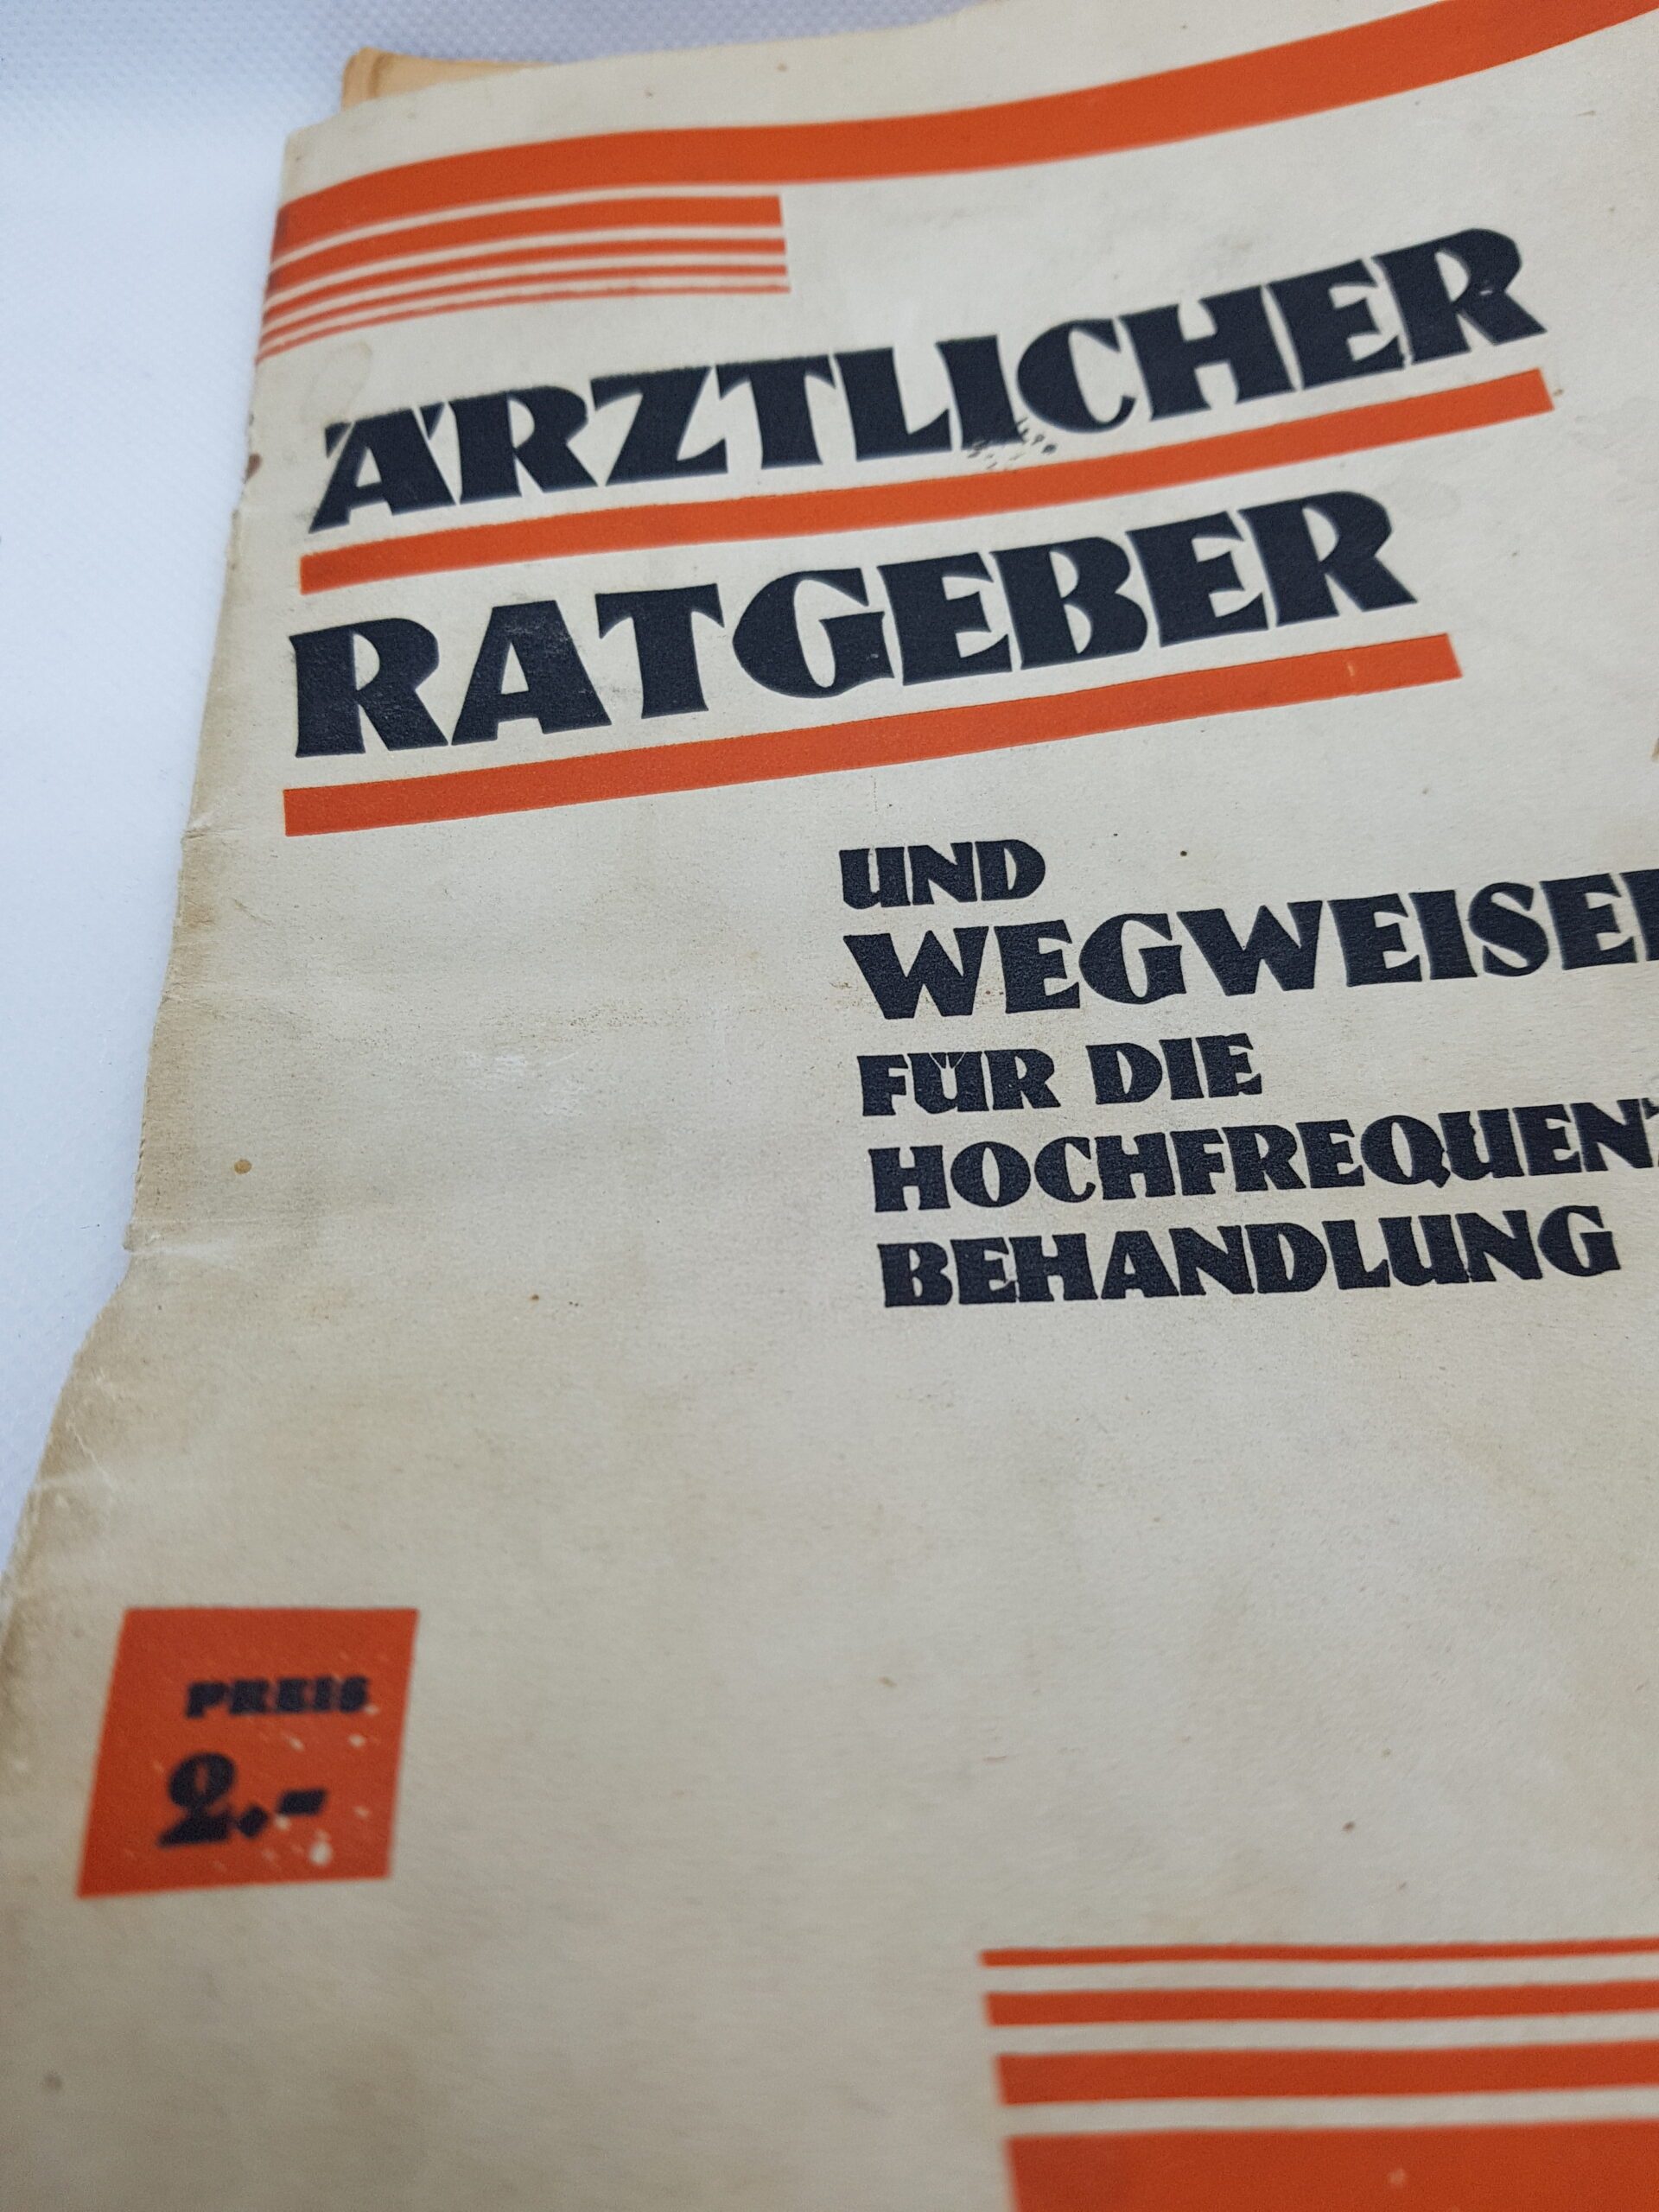 ÄRZTLICHER
RATGEBER
UND
WEGWEISER
FÜR DIE
HOCHFREQUENZ
BEHANDLUNG
PREIS
2.-